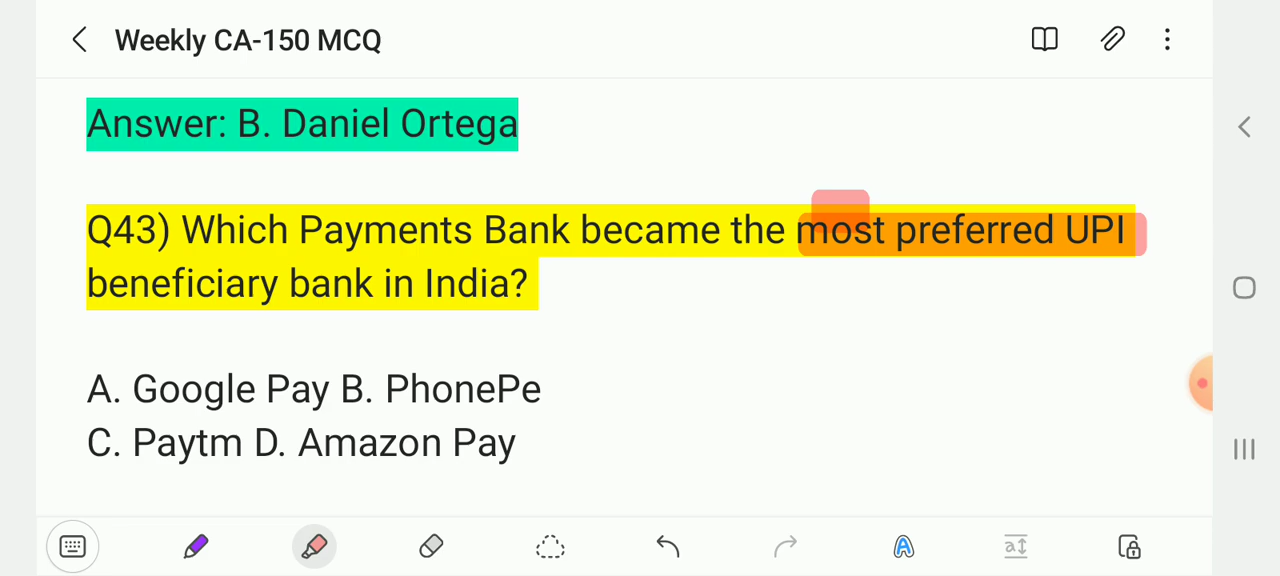 Weekly CA-150 MCQ
Answer: B. Daniel Ortega
Q43) Which Payments Bank became the most preferred UPI
beneficiary bank in India?
A. Google Pay B. PhonePe
C. Paytm D. Amazon Pay